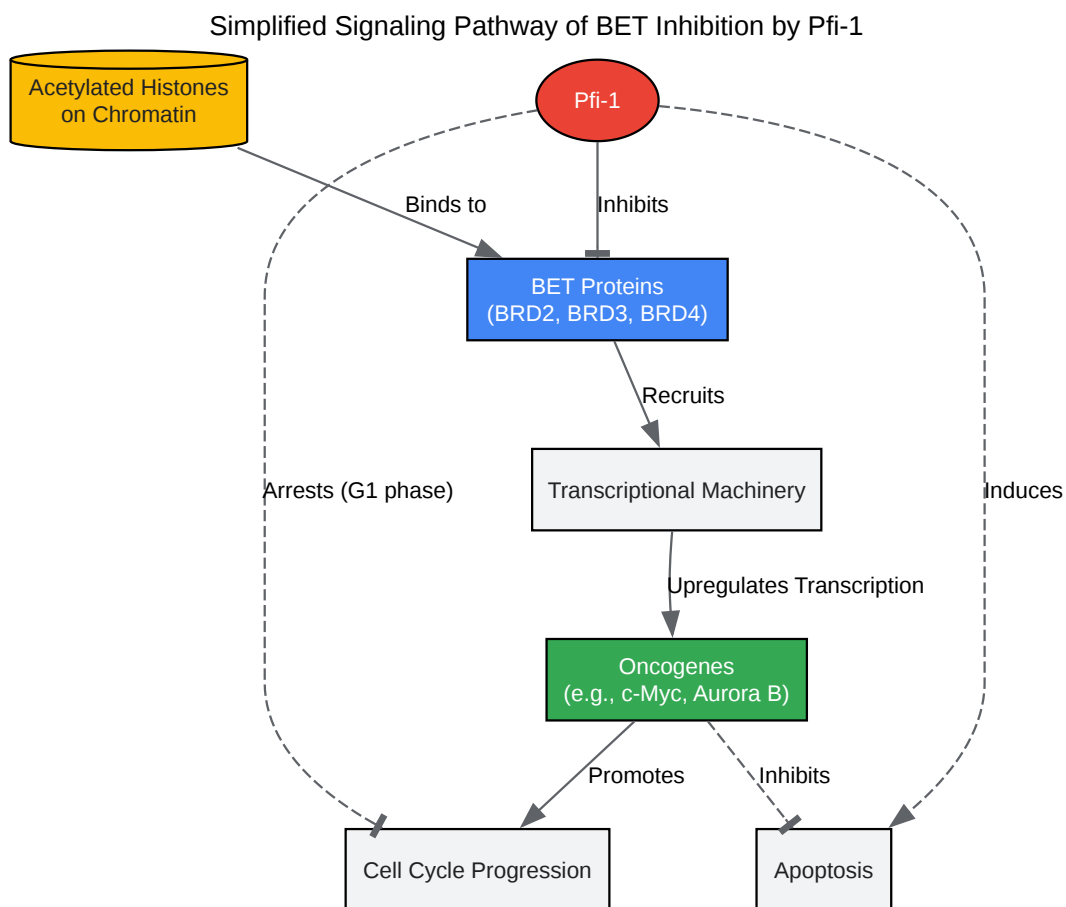 Simplified Signaling Pathway of BET Inhibition by Pfi-1
Acetylated Histones
on Chromatin
Pfi-1
Binds to
Inhibits
BET Proteins
(BRD2, BRD3, BRD4)
Recruits
Arrests (G1 phase)
Transcriptional Machinery
Induces
Upregulates Transcription
Oncogenes
(e.g., c-Myc, Aurora B)
Promotes
Inhibits
Cell Cycle Progression
Apoptosis